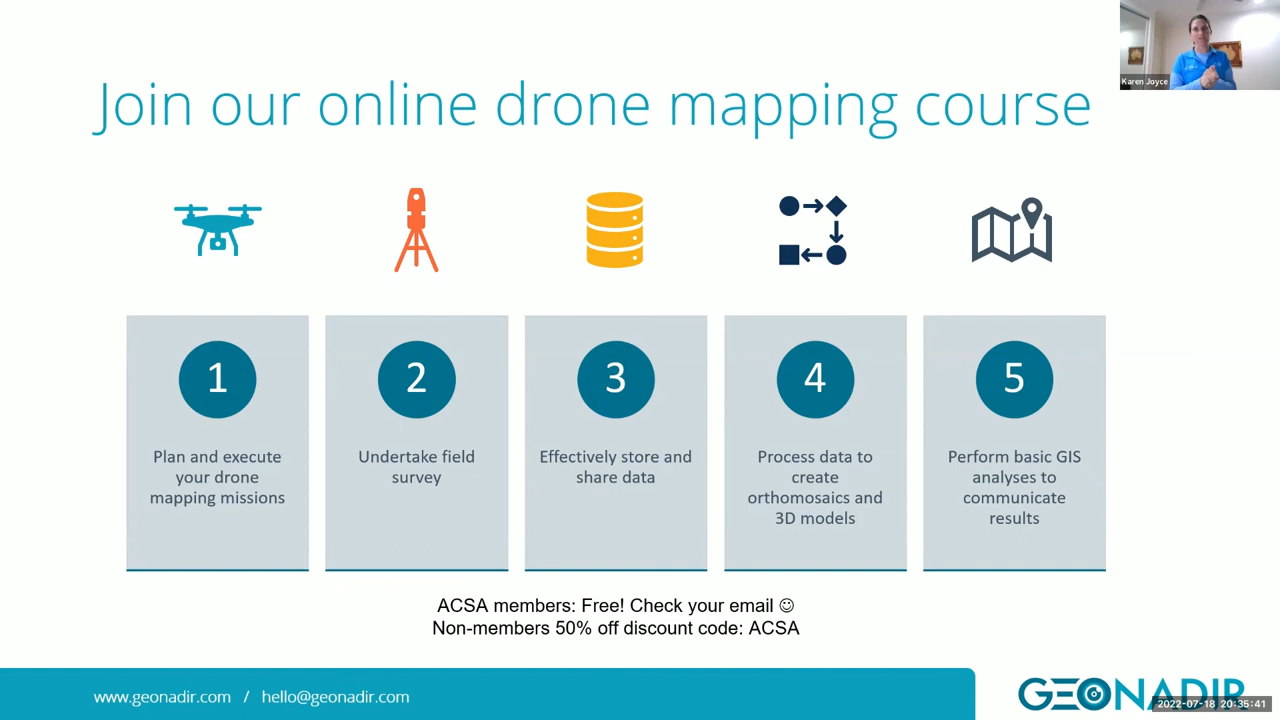 Karen Joyce
Join our online drone mapping course
1
Plan and execute
your drone
mapping missions
2
Undertake field
survey
3
Effectively store and
share data
4
Process data to
create
orthomosaics and
3D models
5
Perform basic GIS
analyses to
communicate
results
ACSA members: Free! Check your email ☺
Non-members 50% off discount code: ACSA
www.geonadir.com / hello@geonadir.com
GEONADIR
2022-07-18 20:35:41